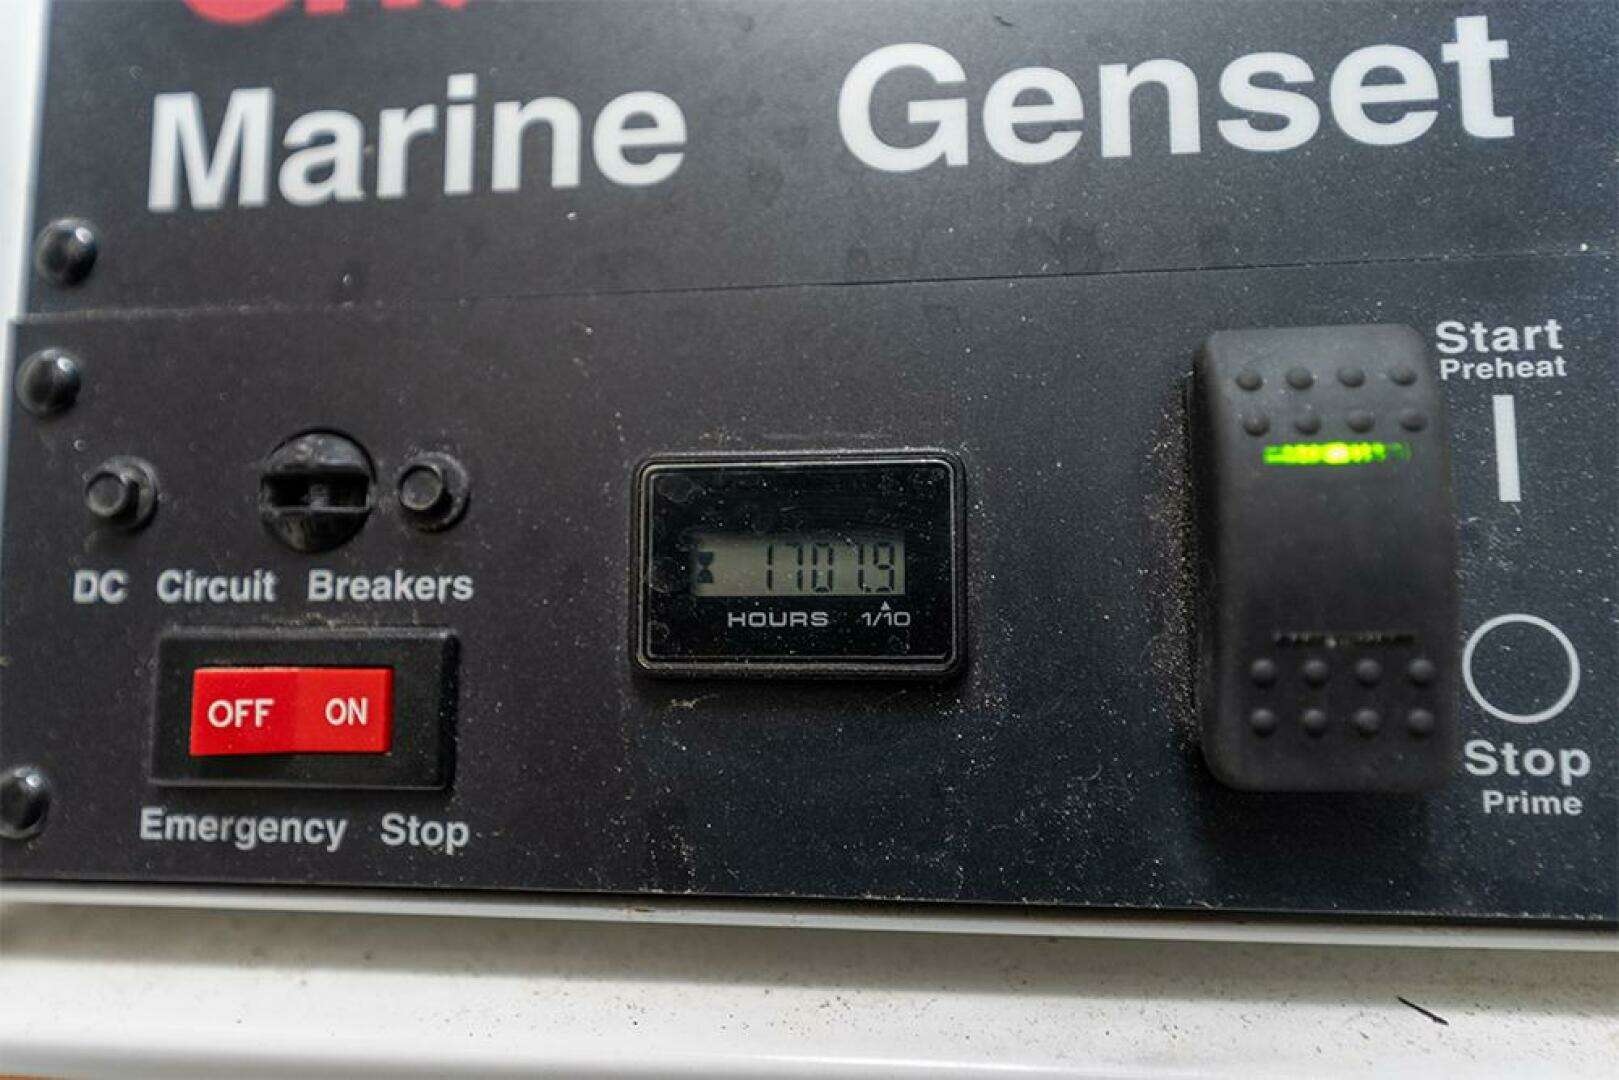 Marine Genset
Start
Preheat
DC Circuit Breakers
1701.9
HOURS 1/10
OFF ON
Emergency Stop
Stop
Prime